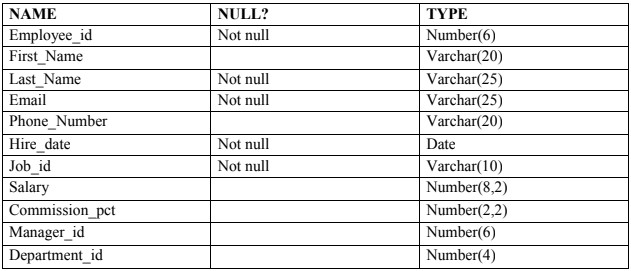 NAME NULL? TYPE
Employee_id Not null Number(6)
First_Name Varchar(20)
Last_Name Not null Varchar(25)
Email Not null Varchar(25)
Phone_Number Varchar(20)
Hire_date Not null Date
Job_id Not null Varchar(10)
Salary Number(8,2)
Commission_pct Number(2,2)
Manager_id Number(6)
Department_id Number(4)